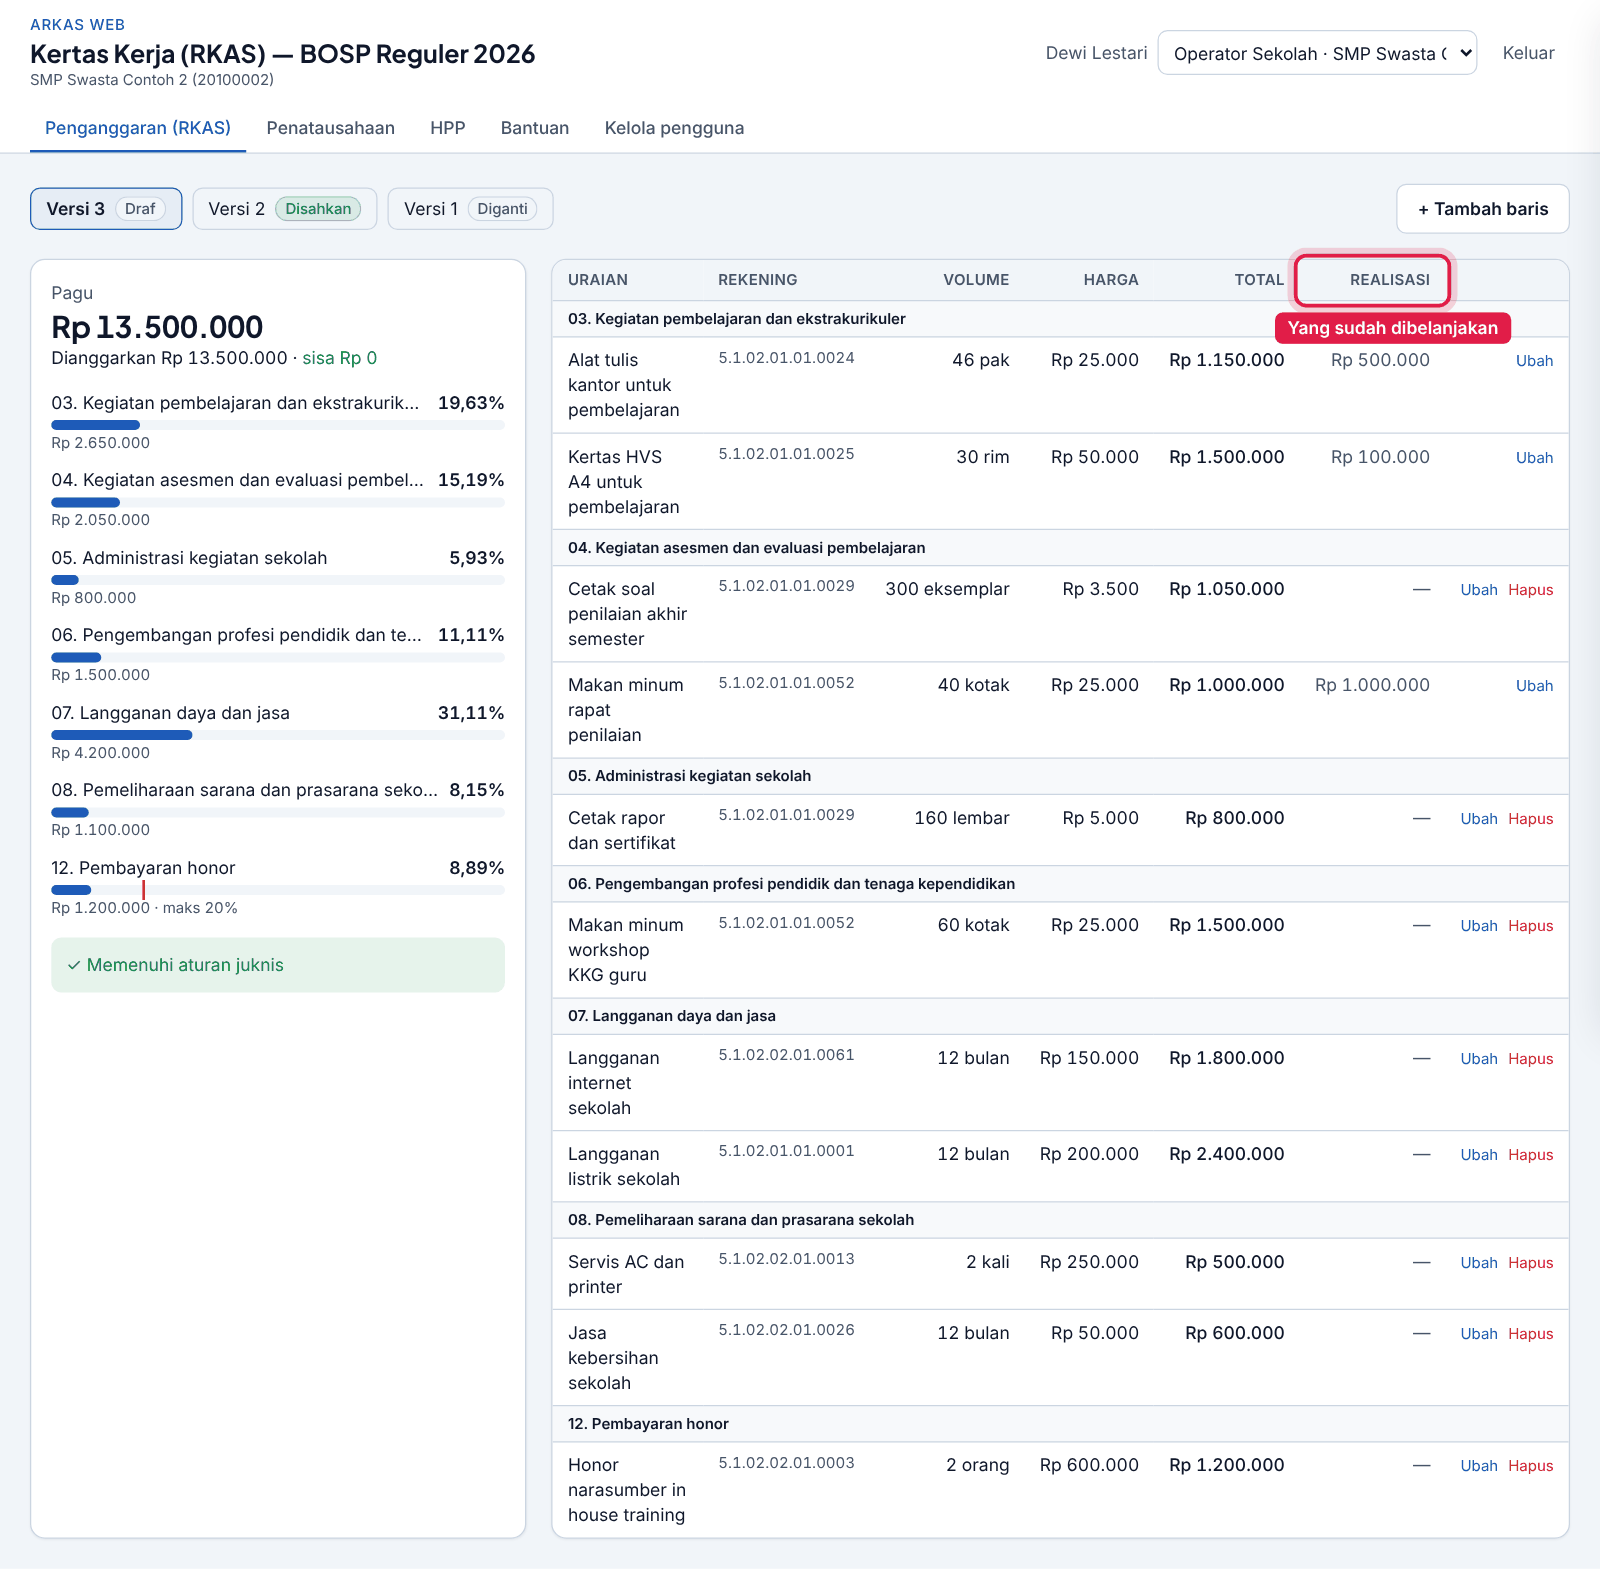 ARKAS WEB
Kertas Kerja (RKAS) — BOSP Reguler 2026
SMP Swasta Contoh 2 (20100002)
Dewi Lestari
Operator Sekolah · SMP Swasta C
Keluar
Penganggaran (RKAS) Penatausahaan HPP Bantuan Kelola pengguna
Versi 3 Draf Versi 2 Disahkan Versi 1 Diganti
+ Tambah baris
Pagu
Rp 13.500.000
Dianggarkan Rp 13.500.000 · sisa Rp 0
03. Kegiatan pembelajaran dan ekstrakurik... 19,63%
Rp 2.650.000
04. Kegiatan asesmen dan evaluasi pembel... 15,19%
Rp 2.050.000
05. Administrasi kegiatan sekolah 5,93%
Rp 800.000
06. Pengembangan profesi pendidik dan te... 11,11%
Rp 1.500.000
07. Langganan daya dan jasa 31,11%
Rp 4.200.000
08. Pemeliharaan sarana dan prasarana seko... 8,15%
Rp 1.100.000
12. Pembayaran honor 8,89%
Rp 1.200.000 · maks 20%
✓ Memenuhi aturan juknis
URAIAN REKENING VOLUME HARGA TOTAL REALISASI
Yang sudah dibelanjakan
03. Kegiatan pembelajaran dan ekstrakurikuler
Alat tulis 5.1.02.01.01.0024 46 pak Rp 25.000 Rp 1.150.000 Rp 500.000 Ubah
kantor untuk
pembelajaran
Kertas HVS 5.1.02.01.01.0025 30 rim Rp 50.000 Rp 1.500.000 Rp 100.000 Ubah
A4 untuk
pembelajaran
04. Kegiatan asesmen dan evaluasi pembelajaran
Cetak soal 5.1.02.01.01.0029 300 eksemplar Rp 3.500 Rp 1.050.000 — Ubah Hapus
penilaian akhir
semester
Makan minum 5.1.02.01.01.0052 40 kotak Rp 25.000 Rp 1.000.000 Rp 1.000.000 Ubah
rapat
penilaian
05. Administrasi kegiatan sekolah
Cetak rapor 5.1.02.01.01.0029 160 lembar Rp 5.000 Rp 800.000 — Ubah Hapus
dan sertifikat
06. Pengembangan profesi pendidik dan tenaga kependidikan
Makan minum 5.1.02.01.01.0052 60 kotak Rp 25.000 Rp 1.500.000 — Ubah Hapus
workshop
KKG guru
07. Langganan daya dan jasa
Langganan 5.1.02.02.01.0061 12 bulan Rp 150.000 Rp 1.800.000 — Ubah Hapus
internet
sekolah
Langganan 5.1.02.01.01.0001 12 bulan Rp 200.000 Rp 2.400.000 — Ubah Hapus
listrik sekolah
08. Pemeliharaan sarana dan prasarana sekolah
Servis AC dan 5.1.02.02.01.0013 2 kali Rp 250.000 Rp 500.000 — Ubah Hapus
printer
Jasa 5.1.02.02.01.0026 12 bulan Rp 50.000 Rp 600.000 — Ubah Hapus
kebersihan
sekolah
12. Pembayaran honor
Honor 5.1.02.02.01.0003 2 orang Rp 600.000 Rp 1.200.000 — Ubah Hapus
narasumber in
house training